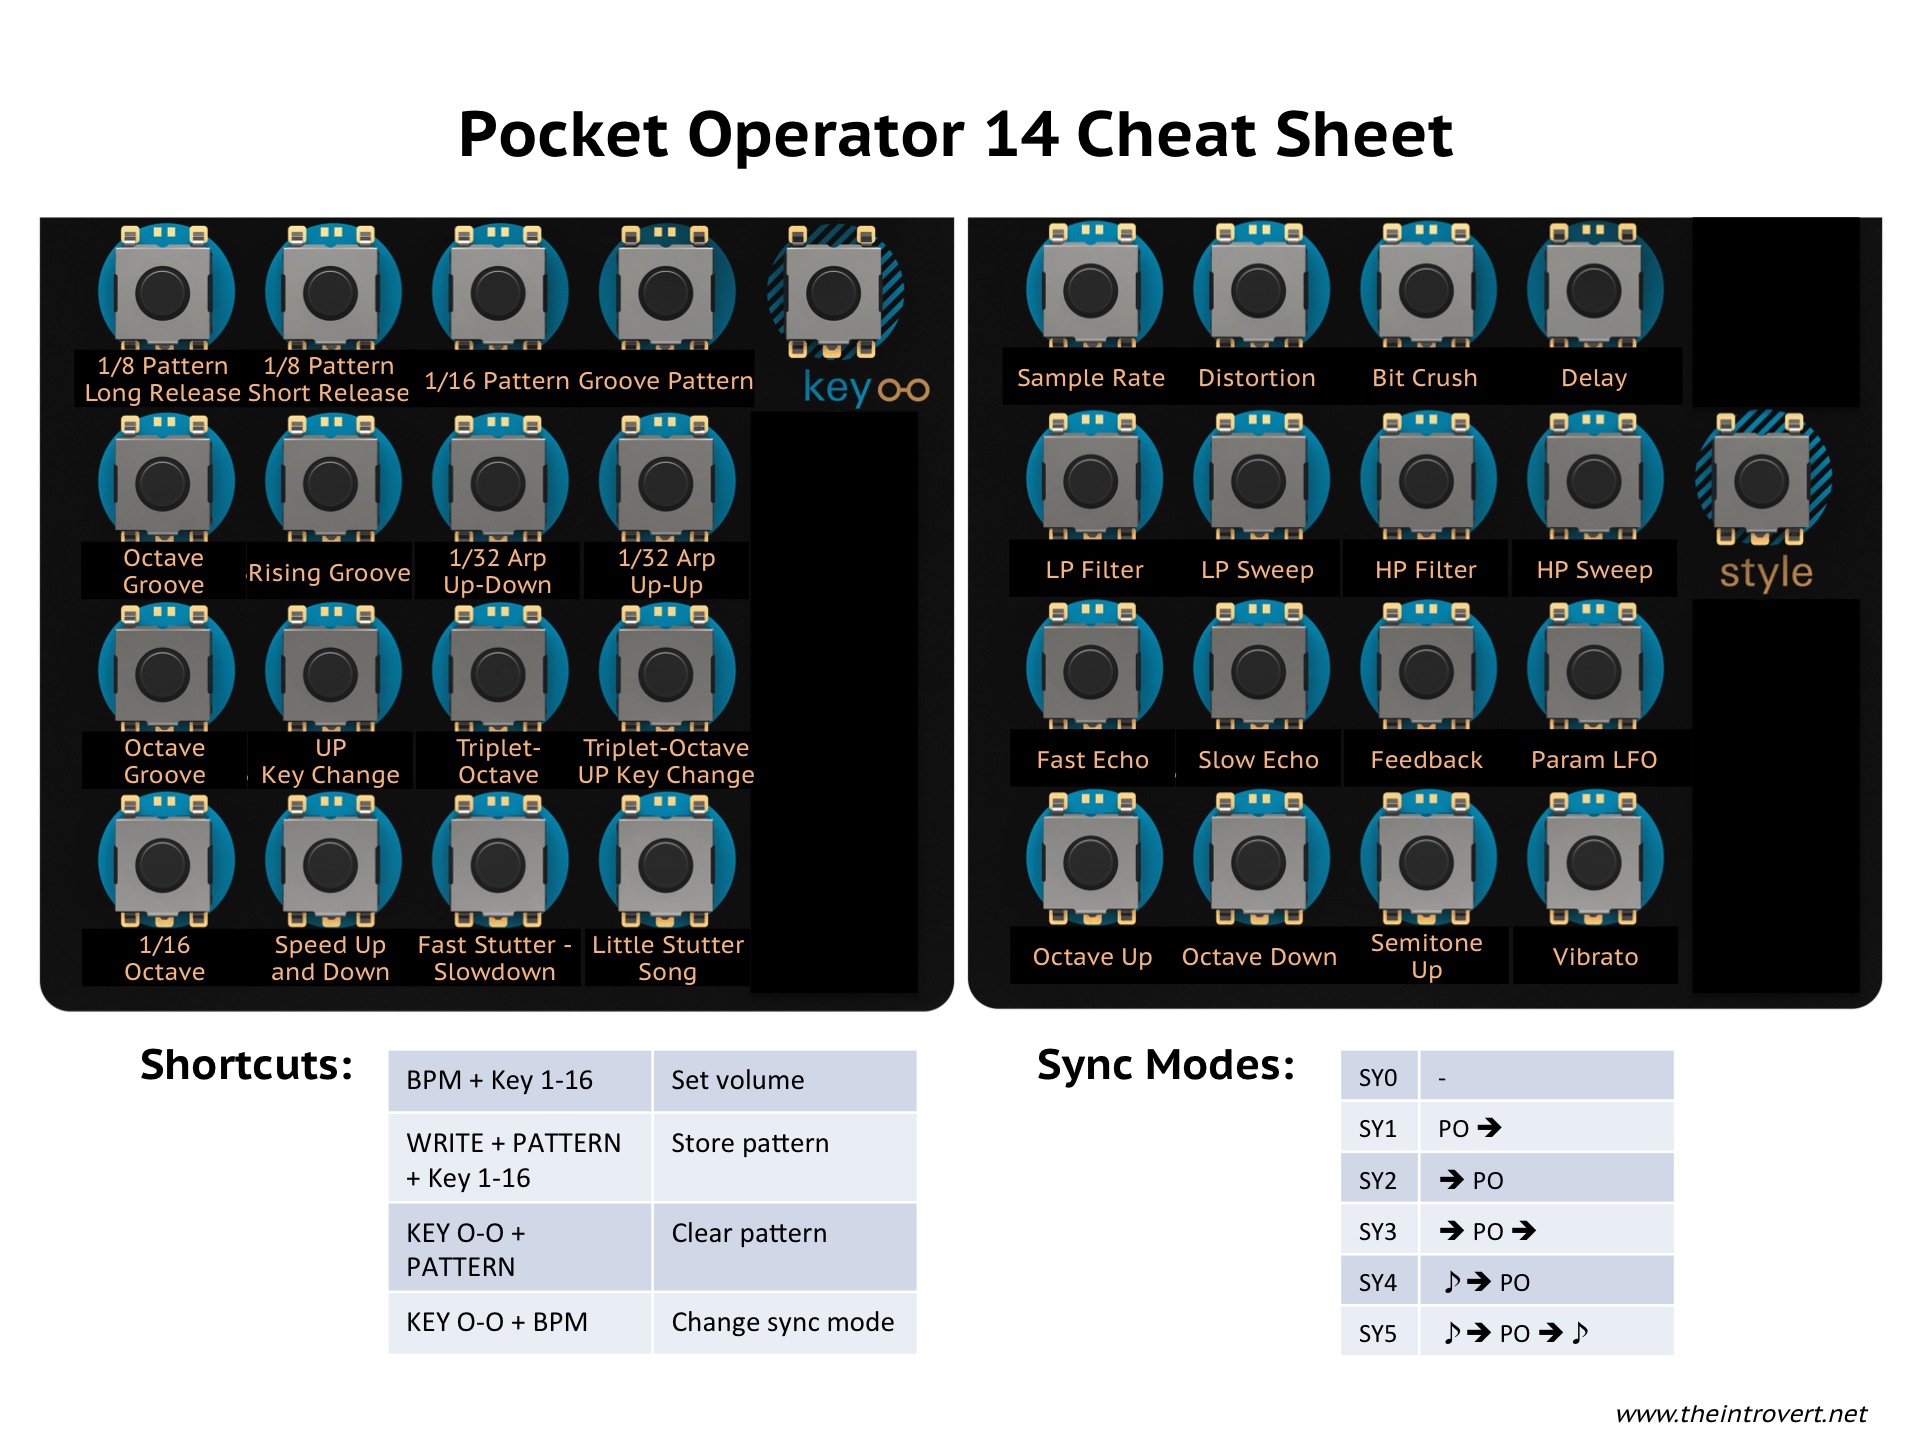 Pocket Operator 14 Cheat Sheet
1/8 Pattern
Long Release
1/8 Pattern
Short Release
1/16 Pattern
Groove Pattern
key
Octave
Groove
Rising Groove
1/32 Arp
Up-Down
1/32 Arp
Up-Up
Octave
Groove
UP
Key Change
Triplet-
Octave
Triplet-Octave
UP Key Change
1/16
Octave
Speed Up
and Down
Fast Stutter -
Slowdown
Little Stutter
Song
Sample Rate
Distortion
Bit Crush
Delay
LP Filter
LP Sweep
HP Filter
HP Sweep
style
Fast Echo
Slow Echo
Feedback
Param LFO
Octave Up
Octave Down
Semitone
Up
Vibrato
Shortcuts:
BPM + Key 1-16
Set volume
WRITE + PATTERN
+ Key 1-16
Store pattern
KEY O-O +
PATTERN
Clear pattern
KEY O-O + BPM
Change sync mode
Sync Modes:
SY0 -
SY1 PO ➔
SY2 ➔ PO
SY3 ➔ PO ➔
SY4 ♪ ➔ PO
SY5 ♪ ➔ PO ➔ ♪
www.theintrovert.net